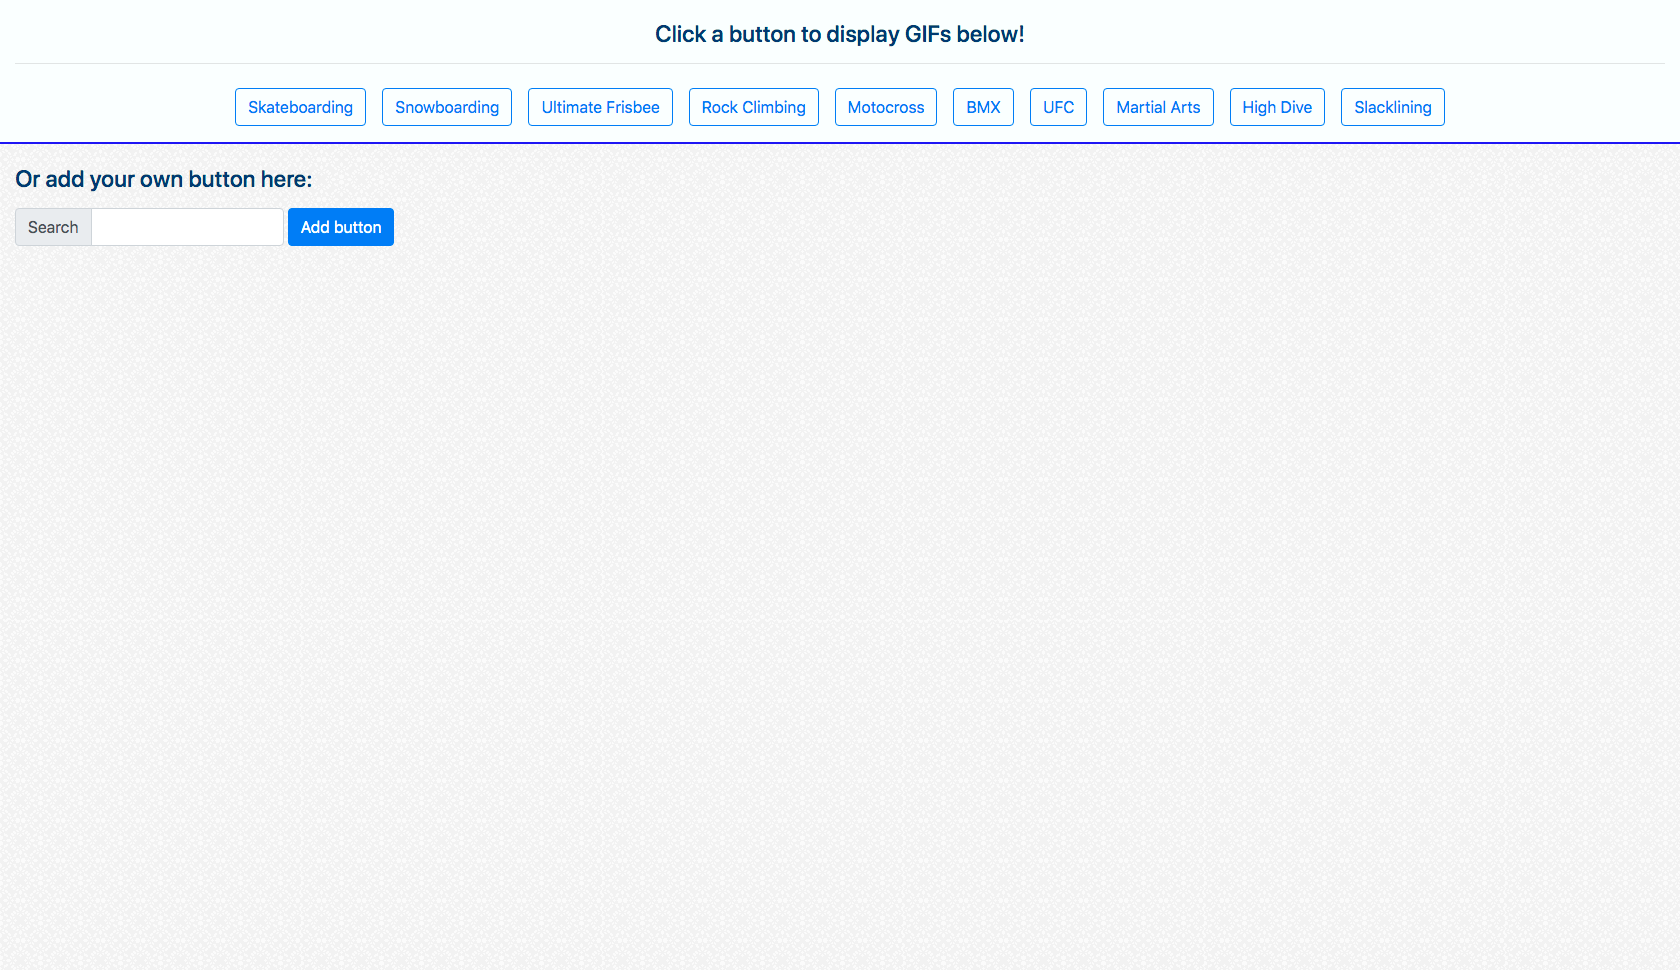 Click a button to display GIFs below!
Skateboarding Snowboarding Ultimate Frisbee Rock Climbing Motocross BMX UFC Martial Arts High Dive Slacklining
Or add your own button here:
Search Add button